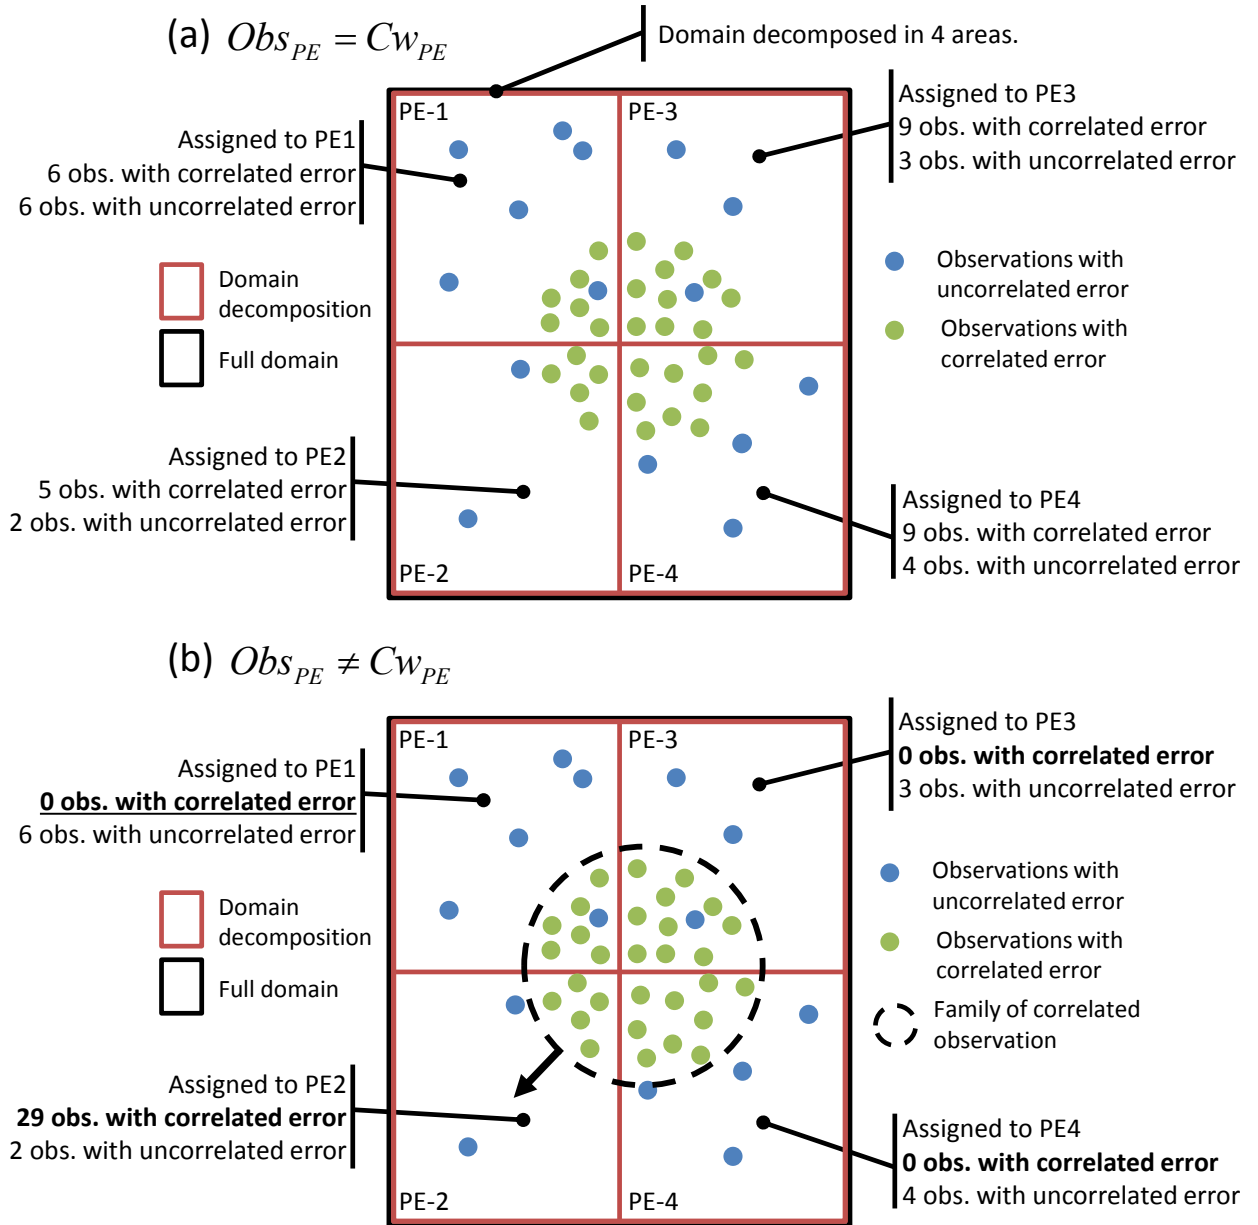 (a) Obs_PE = Cw_PE
Domain decomposed in 4 areas.
PE-1
PE-3
Assigned to PE1
6 obs. with correlated error
6 obs. with uncorrelated error
Assigned to PE3
9 obs. with correlated error
3 obs. with uncorrelated error
Domain
decomposition
Full domain
Observations with
uncorrelated error
Observations with
correlated error
Assigned to PE2
5 obs. with correlated error
2 obs. with uncorrelated error
Assigned to PE4
9 obs. with correlated error
4 obs. with uncorrelated error
PE-2
PE-4
(b) Obs_PE ≠ Cw_PE
PE-1
PE-3
Assigned to PE1
0 obs. with correlated error
6 obs. with uncorrelated error
Assigned to PE3
0 obs. with correlated error
3 obs. with uncorrelated error
Domain
decomposition
Full domain
Observations with
uncorrelated error
Observations with
correlated error
Family of correlated
observation
Assigned to PE2
29 obs. with correlated error
2 obs. with uncorrelated error
Assigned to PE4
0 obs. with correlated error
4 obs. with uncorrelated error
PE-2
PE-4